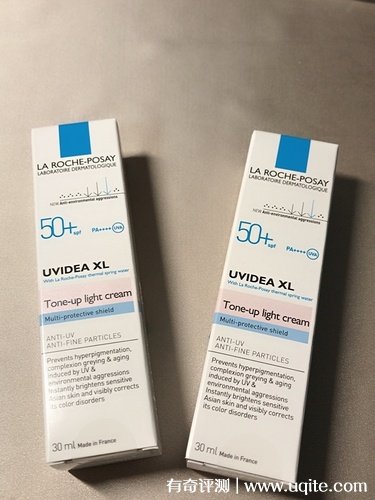 LA ROCHE-POSAY
LABORATOIRE DERMATOLOGIQUE
NEW Anti-environmental aggressions
50+ spf PA++++ UVA
UVIDEA XL
With La Roche-Posay thermal spring water
Tone-up light cream
Multi-protective shield
ANTI-UV
ANTI-FINE PARTICLES
Prevents hyperpigmentation,
complexion greying & aging
induced by UV &
environmental aggressions
Instantly brightens sensitive
Asian skin and visibly corrects
its color disorders
30 ml Made in France
LA ROCHE-POSAY
LABORATOIRE DERMATOLOGIQUE
NEW Anti-environmental aggressions
50+ spf PA++++ UVA
UVIDEA XL
With La Roche-Posay thermal spring water
Tone-up light cream
Multi-protective shield
ANTI-UV
ANTI-FINE PARTICLES
Prevents hyperpigmentation,
complexion greying & aging
induced by UV &
environmental aggressions
Instantly brightens sensitive
Asian skin and visibly corrects
its color disorders
30 ml Made in France
有奇评测 | www.uqite.com